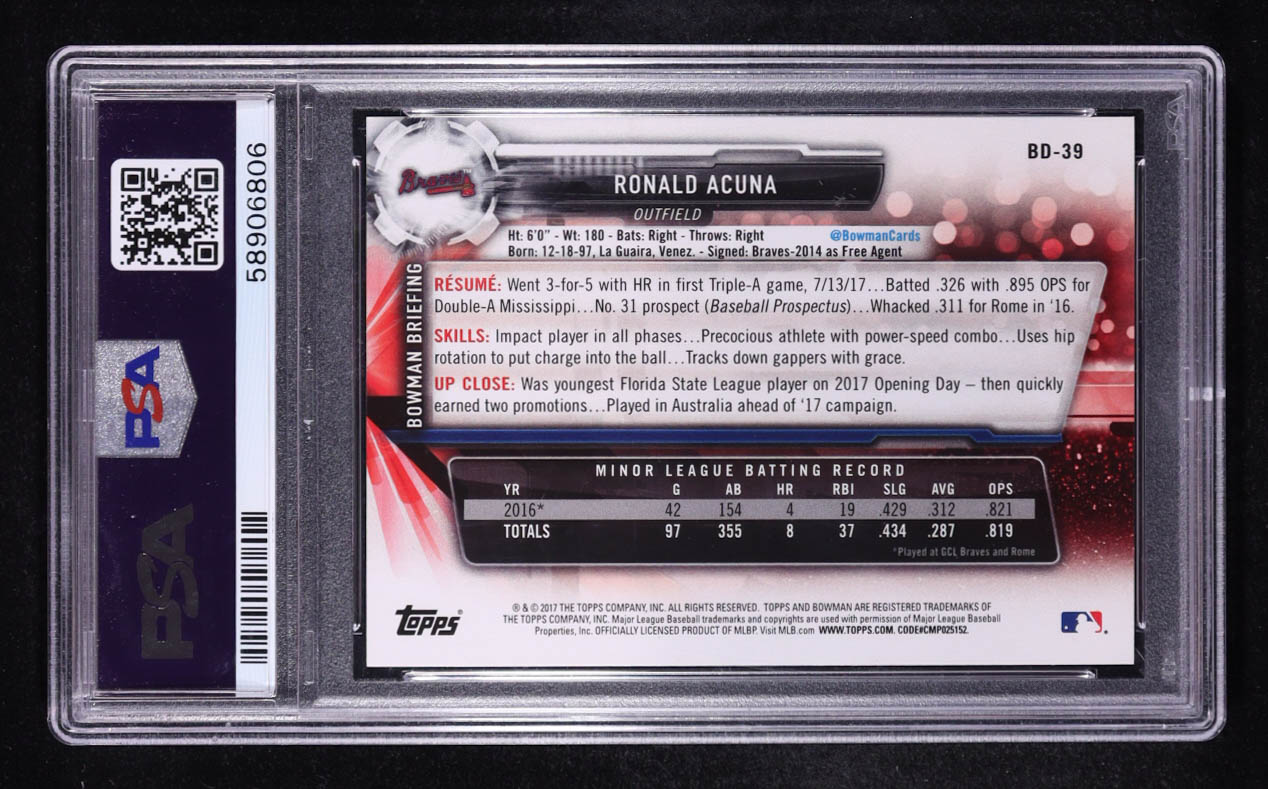 58906806
PSA
PSA
PSA
Braves
BD-39
RONALD ACUNA
OUTFIELD
Ht: 6'0" - Wt: 180 - Bats: Right - Throws: Right
@BowmanCards
Born: 12-18-97, La Guaira, Venez. - Signed: Braves-2014 as Free Agent
BOWMAN BRIEFING
RÉSUMÉ: Went 3-for-5 with HR in first Triple-A game, 7/13/17...Batted .326 with .895 OPS for
Double-A Mississippi...No. 31 prospect (Baseball Prospectus)...Whacked .311 for Rome in '16.
SKILLS: Impact player in all phases...Precocious athlete with power-speed combo...Uses hip
rotation to put charge into the ball...Tracks down gappers with grace.
UP CLOSE: Was youngest Florida State League player on 2017 Opening Day – then quickly
earned two promotions...Played in Australia ahead of '17 campaign.
MINOR LEAGUE BATTING RECORD
YR G AB HR RBI SLG AVG OPS
2016* 42 154 4 19 .429 .312 .821
TOTALS 97 355 8 37 .434 .287 .819
*Played at GCL Braves and Rome
topps®
® & © 2017 THE TOPPS COMPANY, INC. ALL RIGHTS RESERVED. TOPPS AND BOWMAN ARE REGISTERED TRADEMARKS OF
THE TOPPS COMPANY, INC. Major League Baseball trademarks and copyrights are used with permission of Major League Baseball
Properties, Inc. OFFICIALLY LICENSED PRODUCT OF MLBP. Visit MLB.com WWW.TOPPS.COM. CODE#CMP025152.